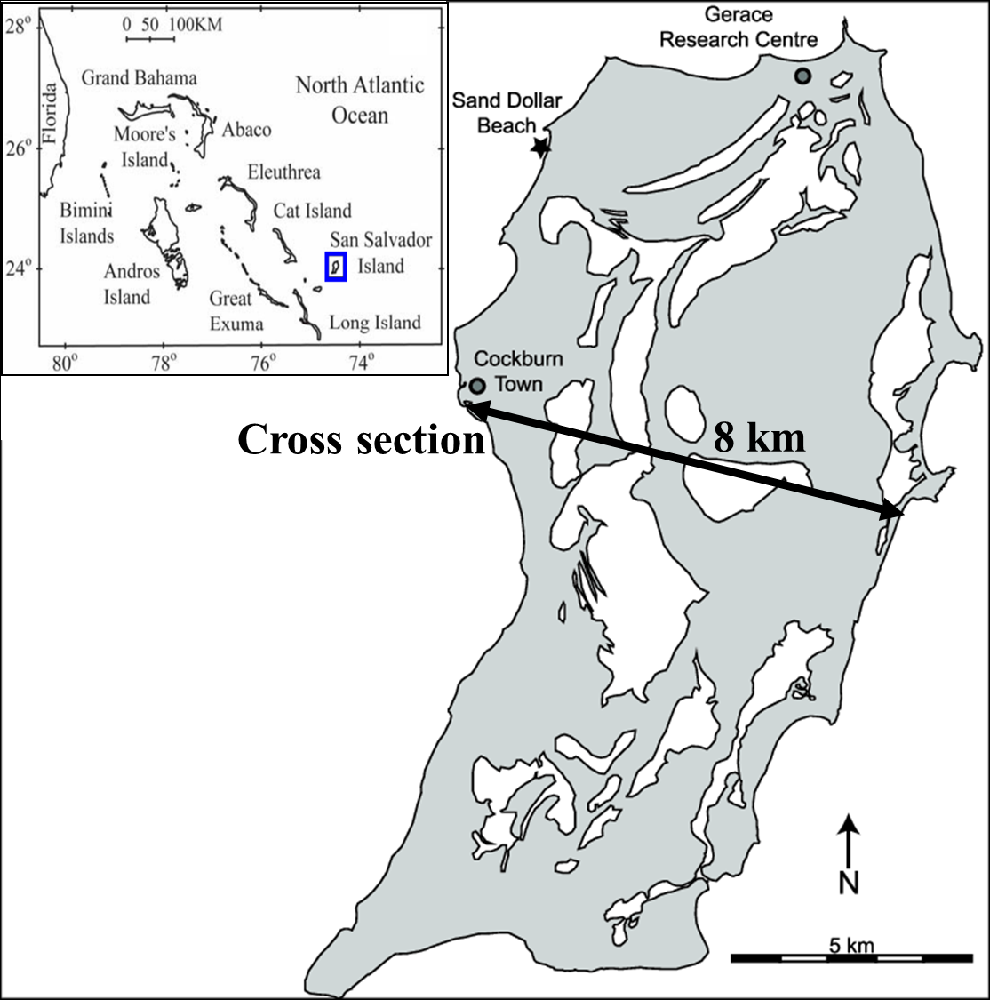 28°
26°
24°
80°
78°
76°
74°
0 50 100KM
Florida
Grand Bahama
North Atlantic
Ocean
Moore's
Island
Abaco
Eleuthrea
Bimini
Islands
Cat Island
San Salvador
Island
Andros
Island
Great
Exuma
Long Island
Gerace
Research Centre
Sand Dollar
Beach
Cockburn
Town
Cross section
8 km
N
5 km